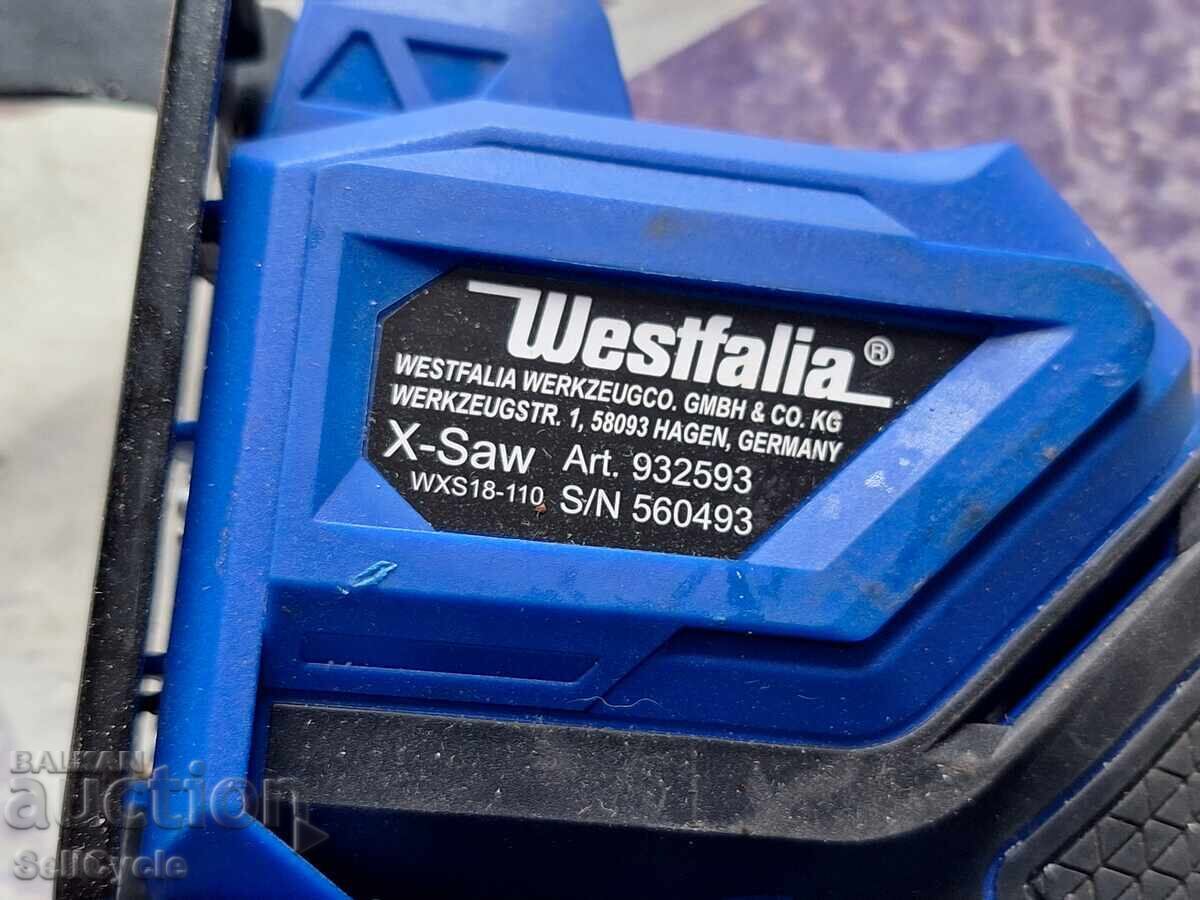 Westfalia®
WESTFALIA WERKZEUGCO. GMBH & CO. KG
WERKZEUGSTR. 1, 58093 HAGEN, GERMANY
X-Saw Art. 932593
WXS18-110 S/N 560493
BALKAN
auction
SellCycle